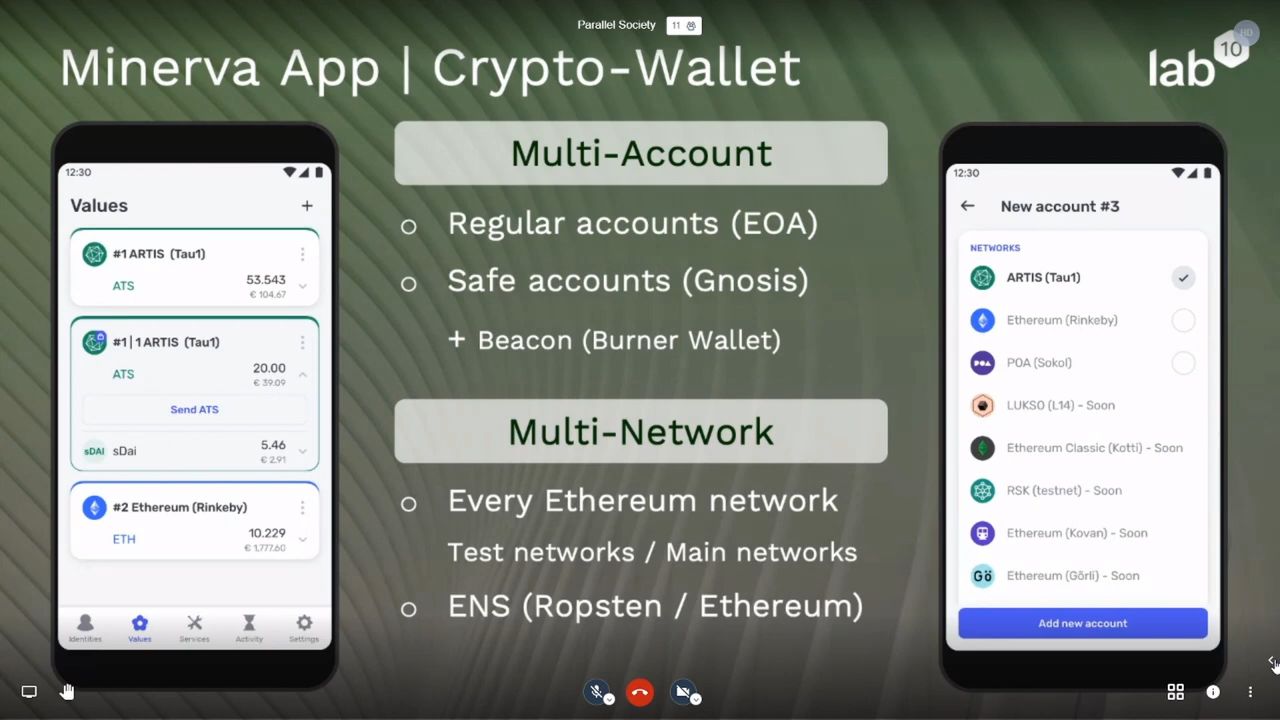 Parallel Society 11
HD
Minerva App | Crypto-Wallet
lab10
12:30
Values +
#1 ARTIS (Tau1)
ATS 53.543
€ 104.67
#1|1 ARTIS (Tau1)
ATS 20.00
€ 39.09
Send ATS
sDAI sDai 5.46
€ 2.91
#2 Ethereum (Rinkeby)
ETH 10.229
€ 1,777.60
Identities Values Services Activity Settings
Multi-Account
Regular accounts (EOA)
Safe accounts (Gnosis)
+ Beacon (Burner Wallet)
Multi-Network
Every Ethereum network
Test networks / Main networks
ENS (Ropsten / Ethereum)
12:30
New account #3
NETWORKS
ARTIS (Tau1)
Ethereum (Rinkeby)
POA POA (Sokol)
LUKSO (L14) - Soon
Ethereum Classic (Kotti) - Soon
RSK (testnet) - Soon
Ethereum (Kovan) - Soon
Gö Ethereum (Görli) - Soon
Add new account